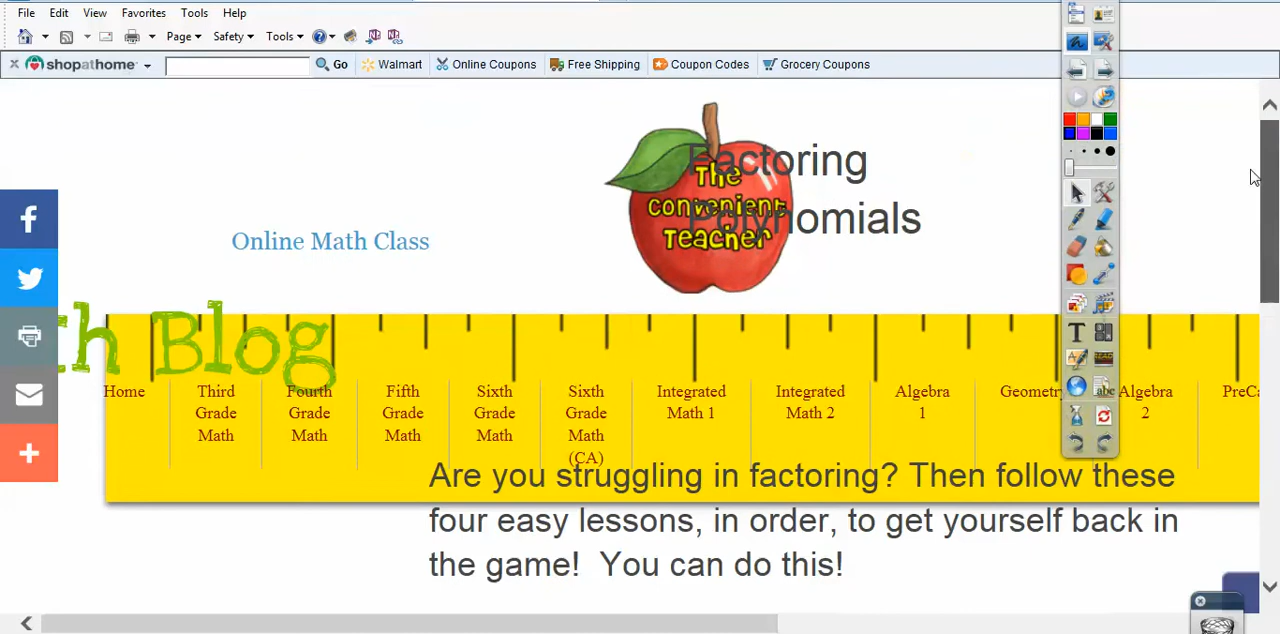 File Edit View Favorites Tools Help
Page Safety Tools
shopathome Go Walmart Online Coupons Free Shipping Coupon Codes Grocery Coupons
Factoring
Polynomials
The
Convenient
Teacher
Online Math Class
Blog
Home Third Fourth Fifth Sixth Sixth Integrated Integrated Algebra Geometry Algebra
Grade Grade Grade Grade Grade Math 1 Math 2 1 2
Math Math Math Math Math
(CA)
Are you struggling in factoring? Then follow these
four easy lessons, in order, to get yourself back in
the game! You can do this!